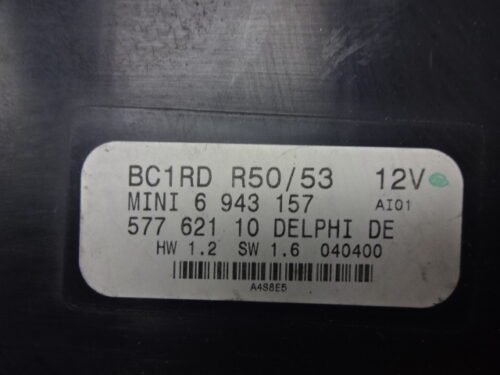 BC1RD R50/53 12V
MINI 6 943 157 AI01
577 621 10 DELPHI DE
HW 1.2 SW 1.6 040400
A4S8E5